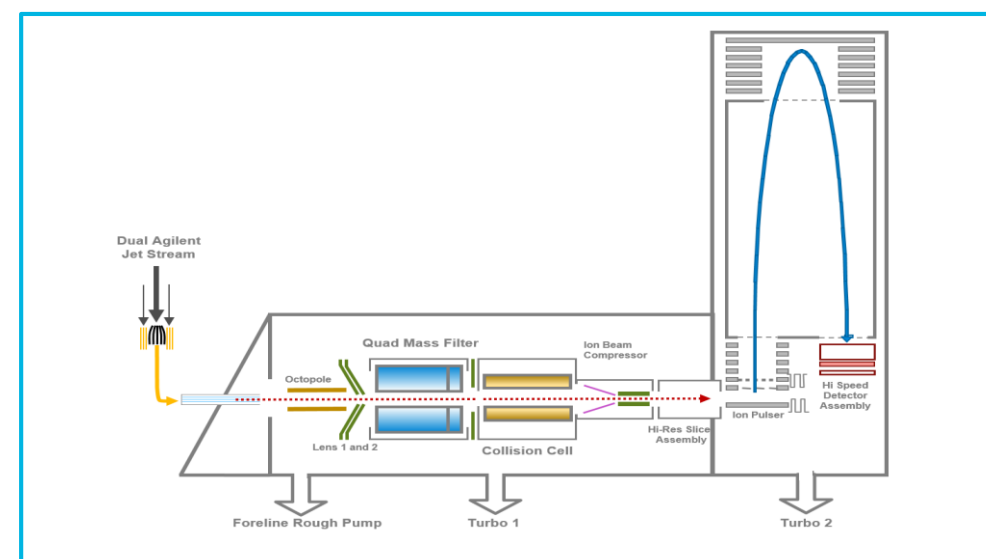 Dual Agilent
Jet Stream
Quad Mass Filter
Ion Beam
Compressor
Octopole
Lens 1 and 2
Collision Cell
Hi-Res Slice
Assembly
Ion Pulser
Hi Speed
Detector
Assembly
Foreline Rough Pump
Turbo 1
Turbo 2